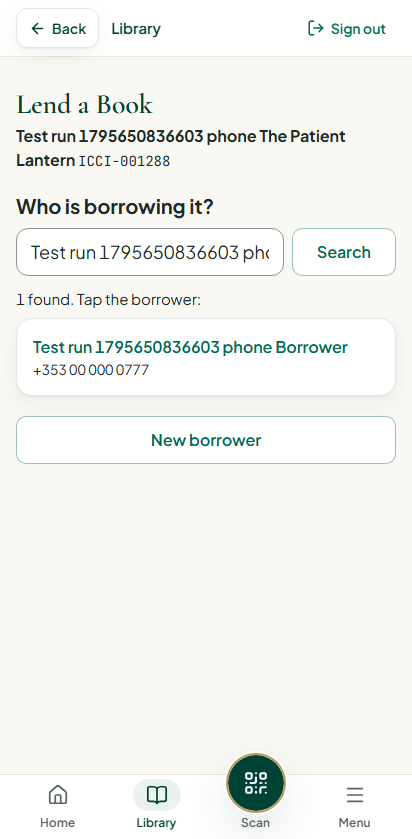 Back
Library
Sign out
Lend a Book
Test run 1795650836603 phone The Patient
Lantern ICCI-001288
Who is borrowing it?
Test run 1795650836603 pho
Search
1 found. Tap the borrower:
Test run 1795650836603 phone Borrower
+353 00 000 0777
New borrower
Home
Library
Scan
Menu